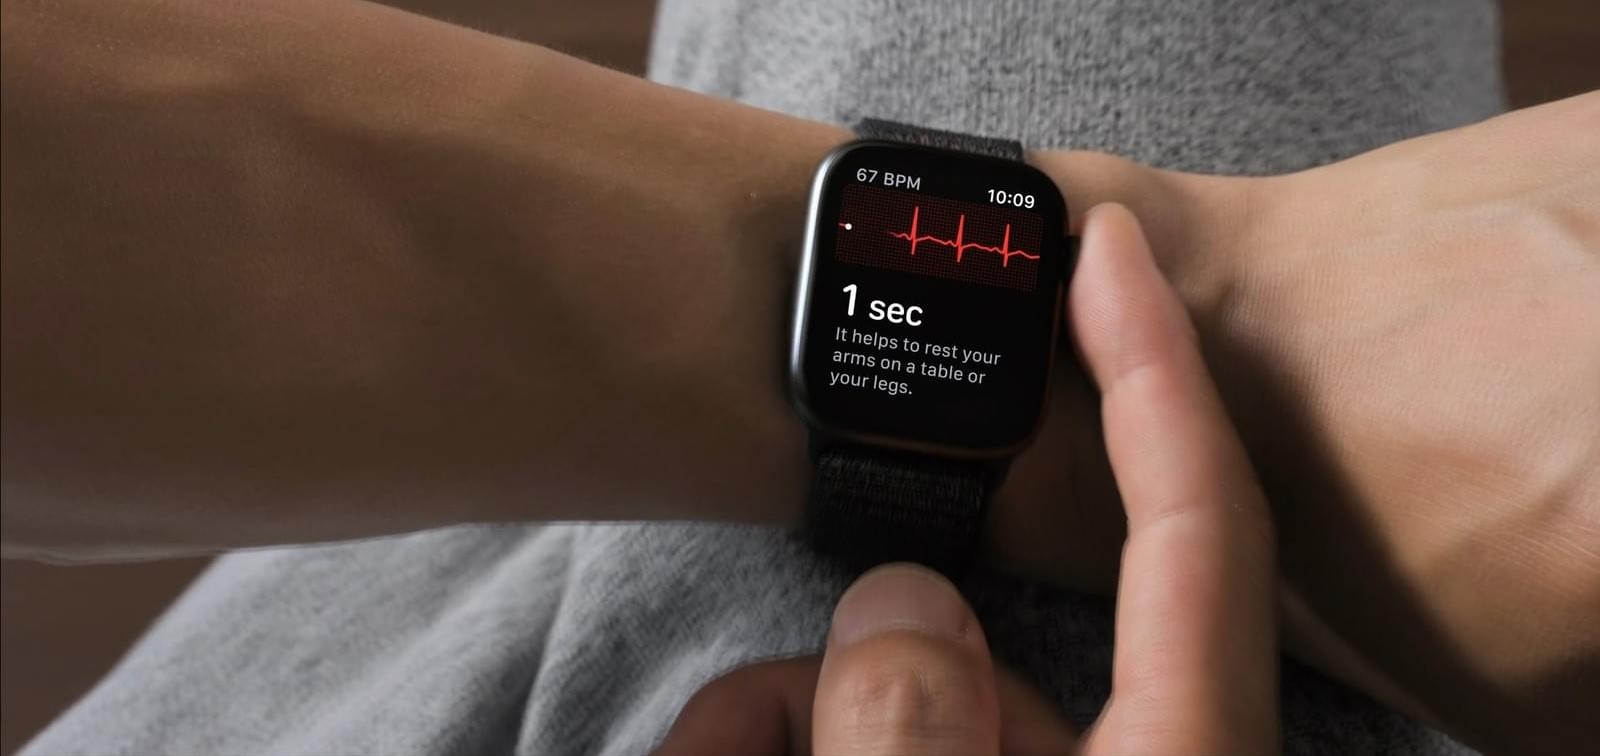 67 BPM
10:09
1 sec
It helps to rest your
arms on a table or
your legs.